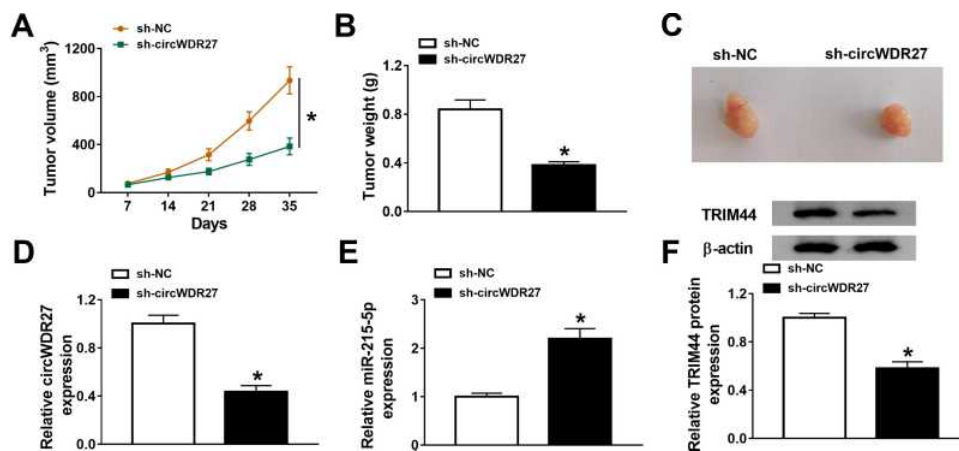 A
sh-NC
sh-circWDR27
Tumor volume (mm³)
1200
800
400
0
7
14
21
28
35
Days
*
B
sh-NC
sh-circWDR27
Tumor weight (g)
1.2
0.8
0.4
0.0
*
C
sh-NC
sh-circWDR27
D
sh-NC
sh-circWDR27
Relative circWDR27
expression
1.2
0.8
0.4
0.0
*
E
sh-NC
sh-circWDR27
Relative miR-215-5p
expression
3
2
1
0
*
TRIM44
β-actin
F
sh-NC
sh-circWDR27
Relative TRIM44 protein
expression
1.2
0.8
0.4
0.0
*